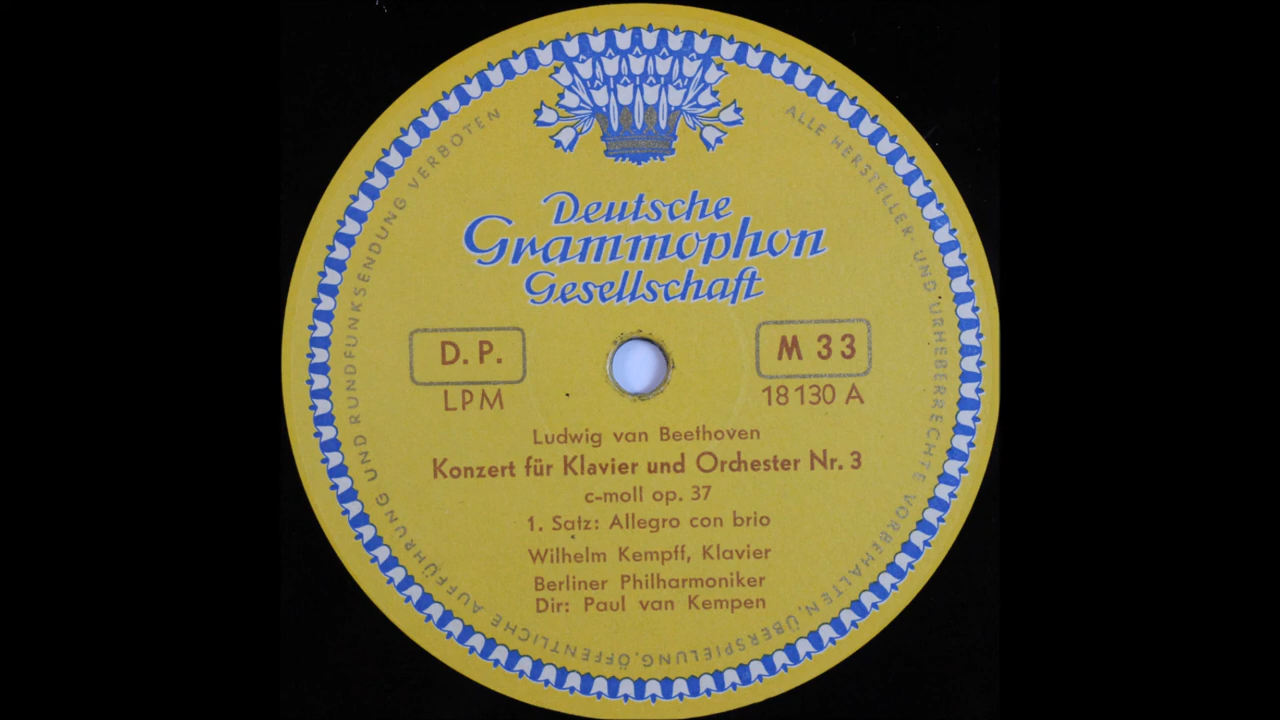 Deutsche
Grammophon
Gesellschaft
D. P.
M 33
LPM
18 130 A
Ludwig van Beethoven
Konzert für Klavier und Orchester Nr. 3
c-moll op. 37
1. Satz: Allegro con brio
Wilhelm Kempff, Klavier
Berliner Philharmoniker
Dir: Paul van Kempen
ALLE HERSTELLER- UND URHEBERRECHTE VORBEHALTEN. ÜBERSPIELUNG, ÖFFENTLICHE AUFFÜHRUNG UND RUNDFUNKSENDUNG VERBOTEN